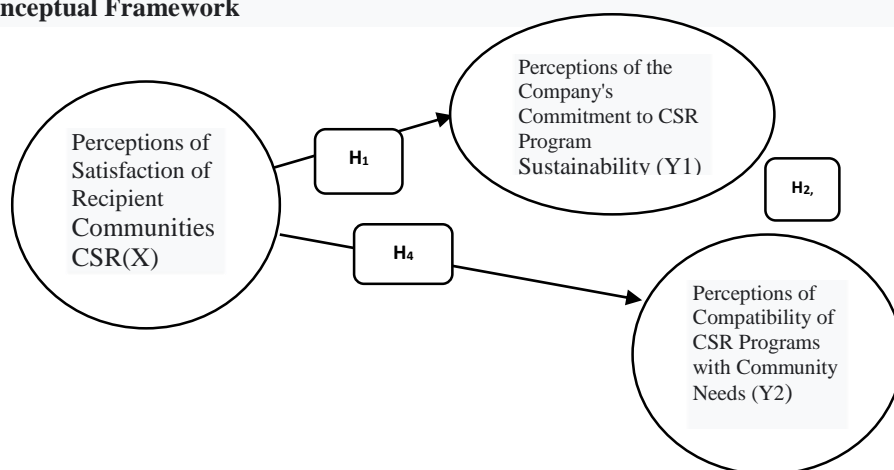 nceptual Framework
Perceptions of the
Company's
Commitment to CSR
Program
Sustainability (Y1)
Perceptions of
Satisfaction of
Recipient
Communities
CSR(X)
H1
H2,
H4
Perceptions of
Compatibility of
CSR Programs
with Community
Needs (Y2)